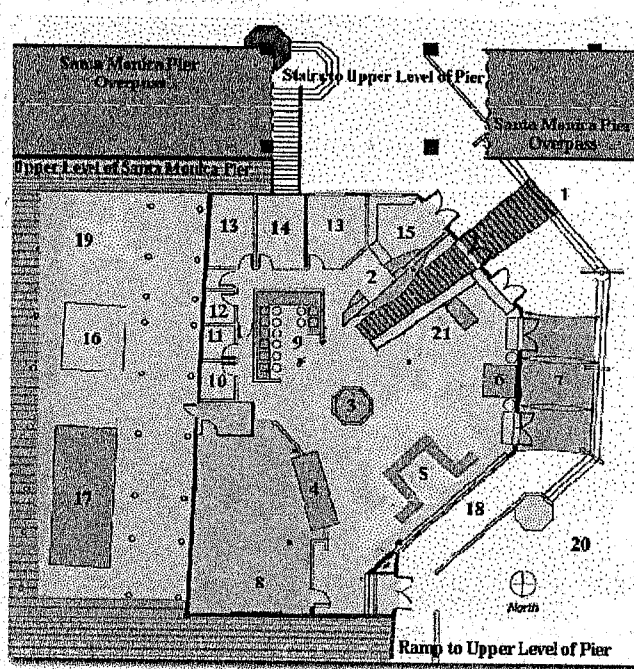 Santa Monica Pier
Overpass
Stairs to Upper Level of Pier
Santa Monica Pier
Overpass
Upper Level of Santa Monica Pier
1
19
13
14
13
15
2
2
12
11
9
21
16
10
6
7
3
4
5
17
18
20
8
North
Ramp to Upper Level of Pier